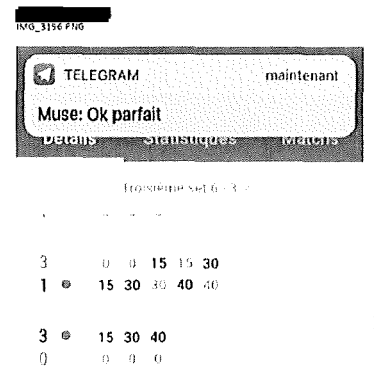 IMG_3156 PNG
TELEGRAM maintenant
Muse: Ok parfait
Détails Statistiques Matchs
Troisième set 6 - 3
3 0 0 15 15 30
1 15 30 30 40 40
3 15 30 40
0 0 0 0